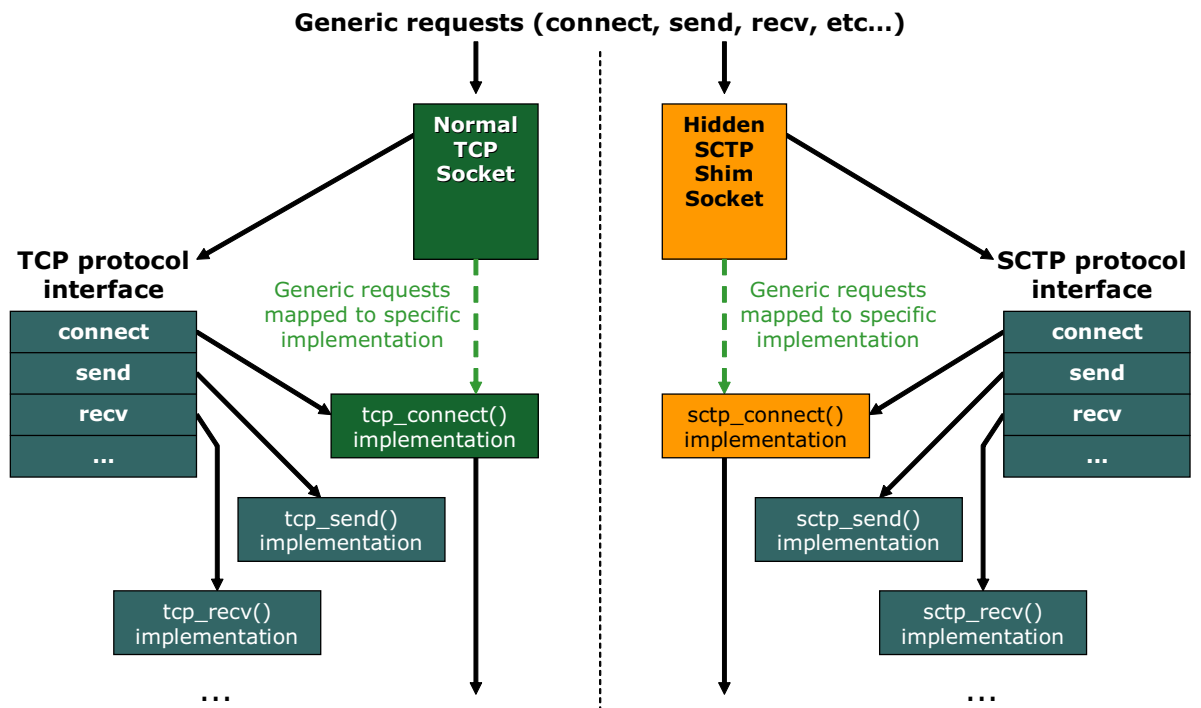 Generic requests (connect, send, recv, etc…)
Normal
TCP
Socket
Hidden
SCTP
Shim
Socket
TCP protocol
interface
connect
send
recv
...
Generic requests
mapped to specific
implementation
Generic requests
mapped to specific
implementation
SCTP protocol
interface
connect
send
recv
...
tcp_connect()
implementation
sctp_connect()
implementation
tcp_send()
implementation
sctp_send()
implementation
tcp_recv()
implementation
sctp_recv()
implementation
...
...